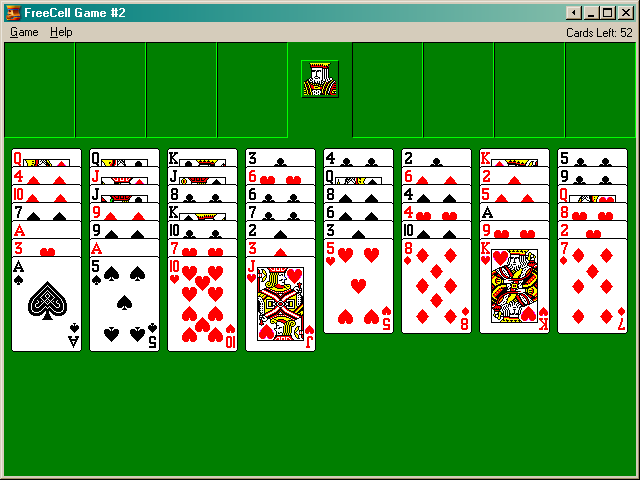 FreeCell Game #2
Game Help Cards Left: 52
Q Q K 3 4 2 K 5
4 J J 6 Q 6 2 9
10 J 8 6 8 4 5 Q
7 9 K 7 6 4 A 8
A 9 10 2 3 10 9 2
3 A 7 3 5 8 K 7
A 5 10 J 5 8 K 7
A 5 10 J